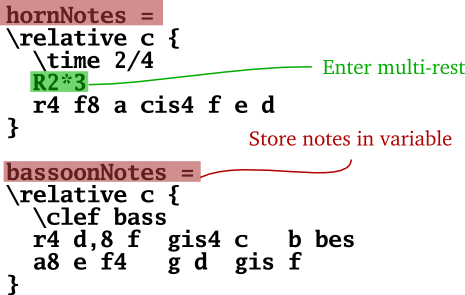 hornNotes =
\relative c {
\time 2/4
R2*3
Enter multi-rest
r4 f8 a cis4 f e d
}
Store notes in variable
bassoonNotes =
\relative c {
\clef bass
r4 d,8 f gis4 c b bes
a8 e f4 g d gis f
}